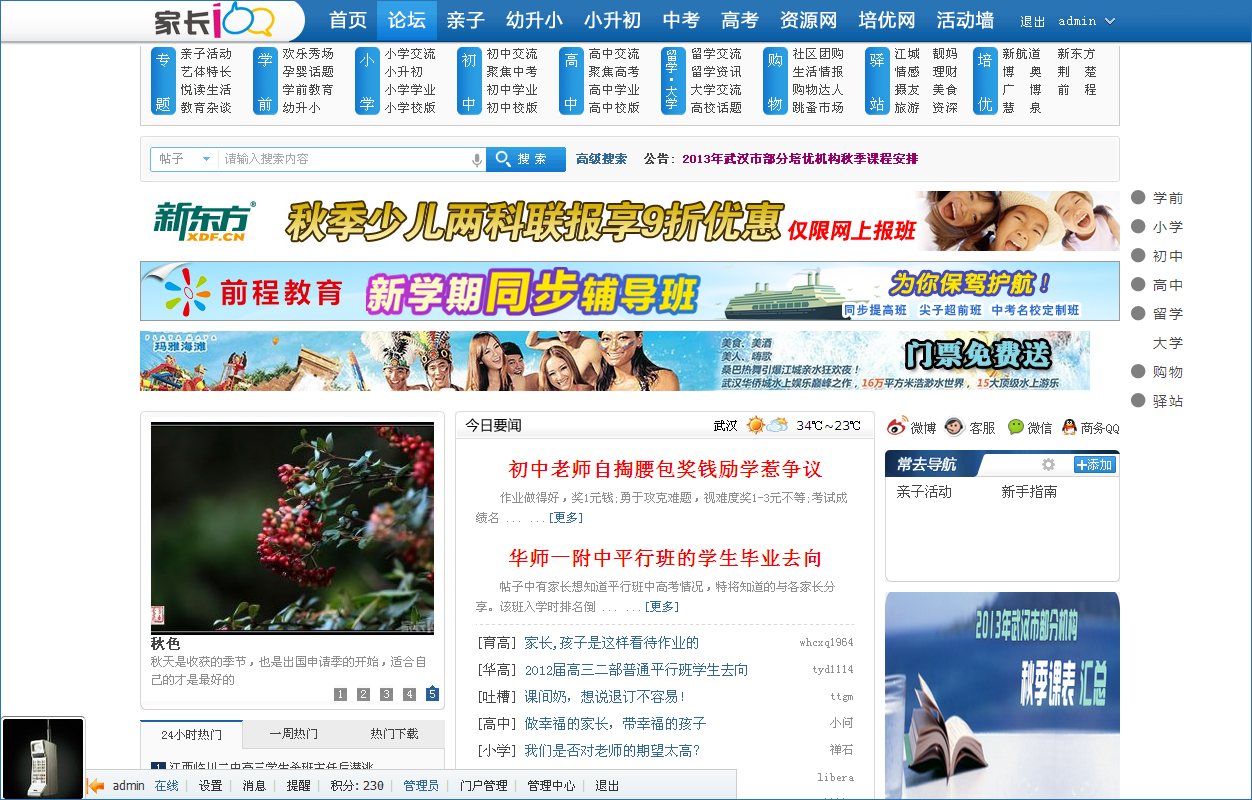 家长100 首页 论坛 亲子 幼升小 小升初 中考 高考 资源网 培优网 活动墙 退出 admin
专题 亲子活动 学前 欢乐秀场 小学 小学交流 初中 初中交流 高中 高中交流 留学·大学 留学交流 购物 社区团购 驿站 江城 靓妈 培优 新航道 新东方
艺体特长 孕婴话题 小升初 聚焦中考 聚焦高考 留学资讯 生活情报 情感 理财 博奥 荆楚
悦读生活 学前教育 小学学业 初中学业 高中学业 大学交流 购物达人 摄友 美食 广博 前程
教育杂谈 幼升小 小学校版 初中校版 高中校版 高校话题 跳蚤市场 旅游 资深 慧泉
帖子 请输入搜索内容 搜索 高级搜索 公告: 2013年武汉市部分培优机构秋季课程安排
新东方 XDF.CN 秋季少儿两科联报享9折优惠 仅限网上报班
前程教育 新学期同步辅导班 为你保驾护航！
同步提高班 尖子超前班 中考名校定制班
玛雅海滩
美食、美酒
美人、嗨歌
桑巴热舞引爆江城亲水狂欢夜！
武汉华侨城水上娱乐巅峰之作，16万平方米浩渺水世界，15大顶级水上游乐
门票免费送
学前
小学
初中
高中
留学
大学
购物
驿站
秋色
秋天是收获的季节，也是出国申请季的开始，适合自
己的才是最好的
1 2 3 4 5
24小时热门 一周热门 热门下载
1 江西临川二中高三学生杀班主任后潜逃
今日要闻 武汉 34℃~23℃
初中老师自掏腰包奖钱励学惹争议
作业做得好，奖1元钱;勇于攻克难题，视难度奖1-3元不等;考试成
绩名 ... ...[更多]
华师一附中平行班的学生毕业去向
帖子中有家长想知道平行班中高考情况，特将知道的与各家长分
享。该班入学时排名倒 ... ...[更多]
[育高] 家长,孩子是这样看待作业的 whcxq1964
[华高] 2012届高三二部普通平行班学生去向 tyd1114
[吐槽] 课间奶，想说退订不容易！ ttgm
[高中] 做幸福的家长，带幸福的孩子 小问
[小学] 我们是否对老师的期望太高? 禅石
libera
微博 客服 微信 商务QQ
常去导航 +添加
亲子活动 新手指南
2013年武汉市部分机构
秋季课表 汇总
admin 在线 设置 消息 提醒 积分: 230 管理员 门户管理 管理中心 退出